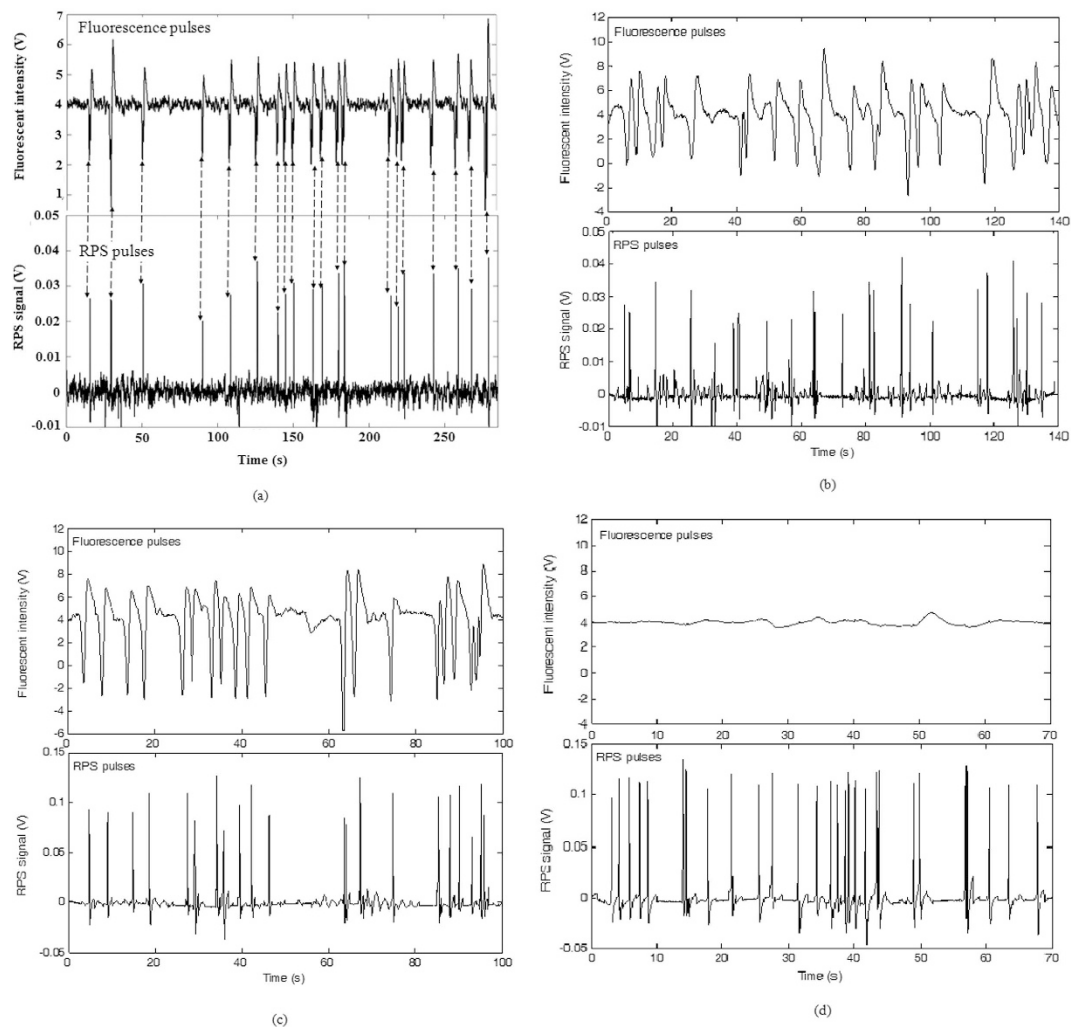 Fluorescence pulses
Fluorescent intensity (V)
7
6
5
4
3
2
1
RPS pulses
RPS signal (V)
0.05
0.04
0.03
0.02
0.01
0
-0.01
0 50 100 150 200 250
Time (s)
(a)
Fluorescence pulses
Fluorescent intensity (V)
12
10
8
6
4
2
0
-2
-4
0 20 40 60 80 100 120 140
RPS pulses
RPS signal (V)
0.05
0.04
0.03
0.02
0.01
0
-0.01
0 20 40 60 80 100 120 140
Time (s)
(b)
Fluorescence pulses
Fluorescent intensity (V)
12
10
8
6
4
2
0
-2
-4
-6
0 20 40 60 80 100
RPS pulses
RPS signal (V)
0.15
0.1
0.05
0
-0.05
0 20 40 60 80 100
Time (s)
(c)
Fluorescence pulses
Fluorescent intensity (V)
12
10
8
6
4
2
0
-2
-4
0 10 20 30 40 50 60 70
RPS pulses
RPS signal (V)
0.15
0.1
0.05
0
-0.05
0 10 20 30 40 50 60 70
Time (s)
(d)